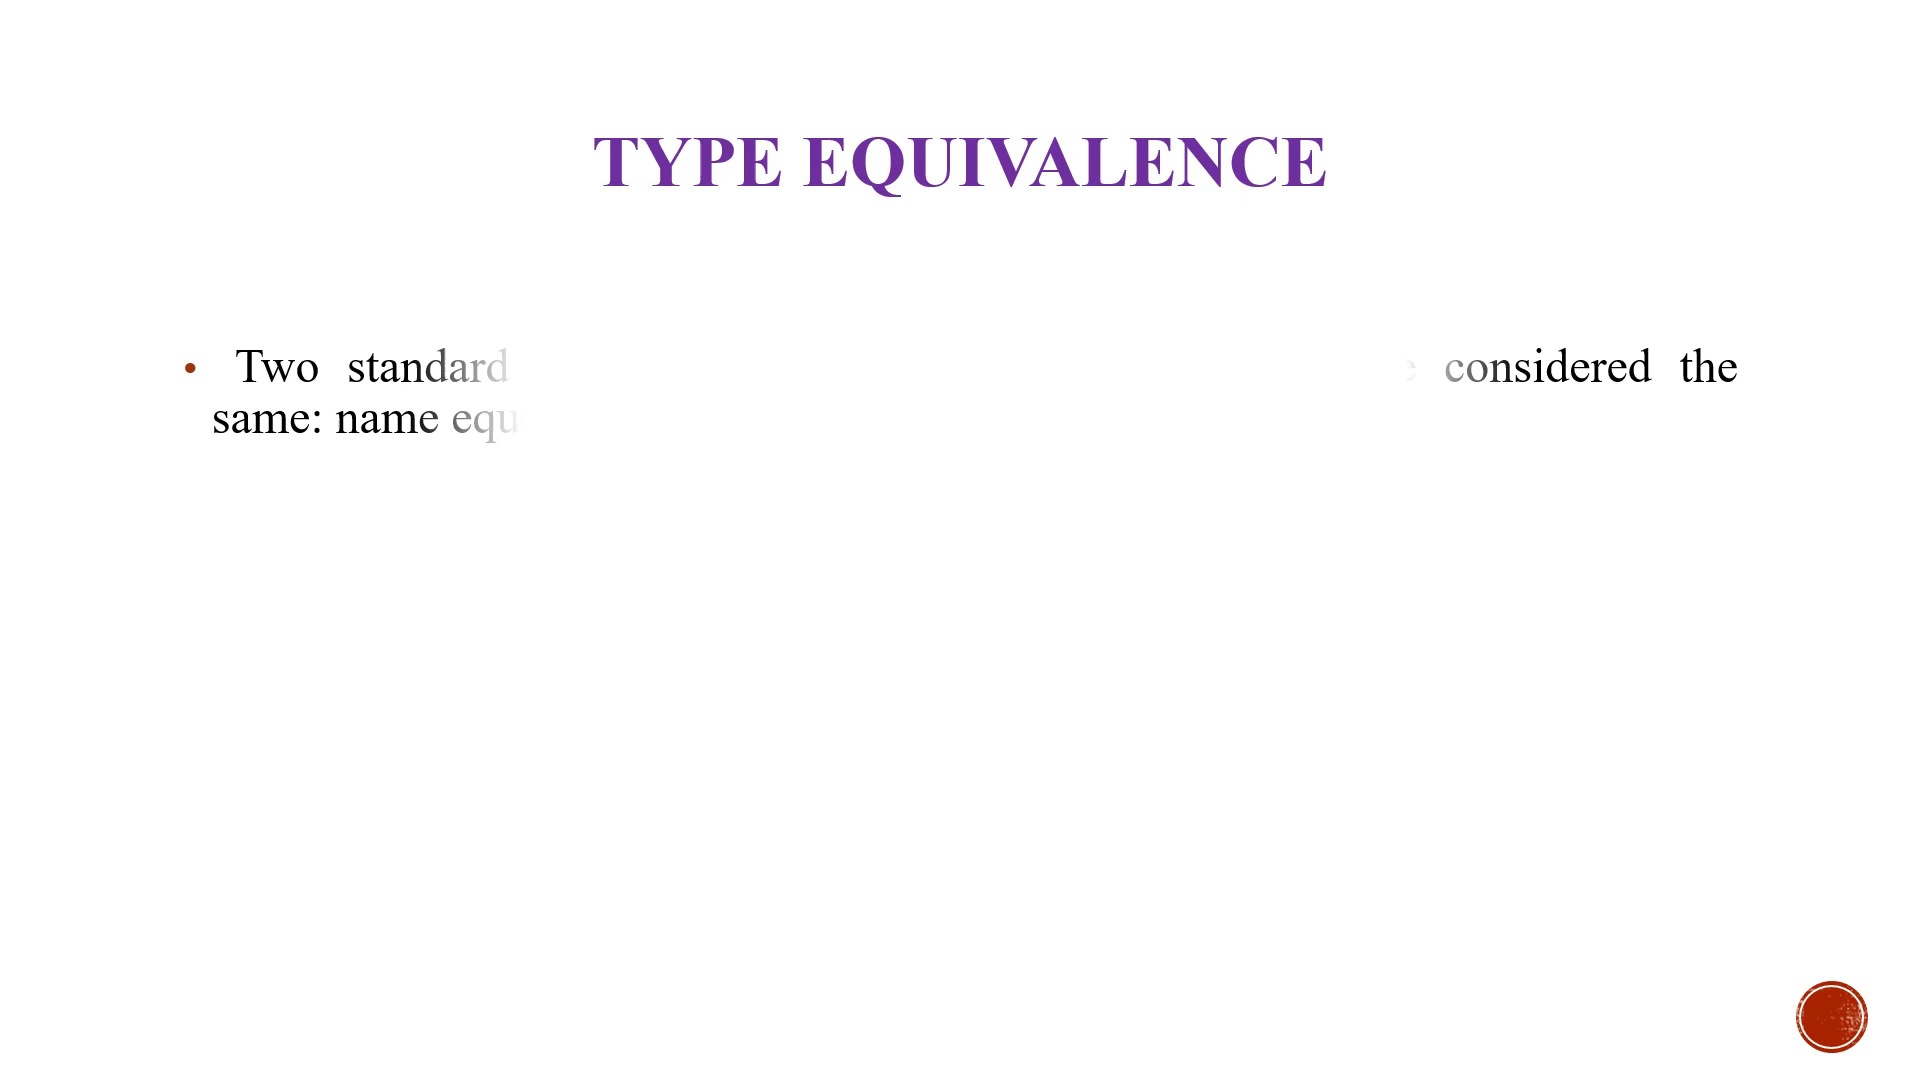 TYPE EQUIVALENCE
• Two standard considered the
same: name equ